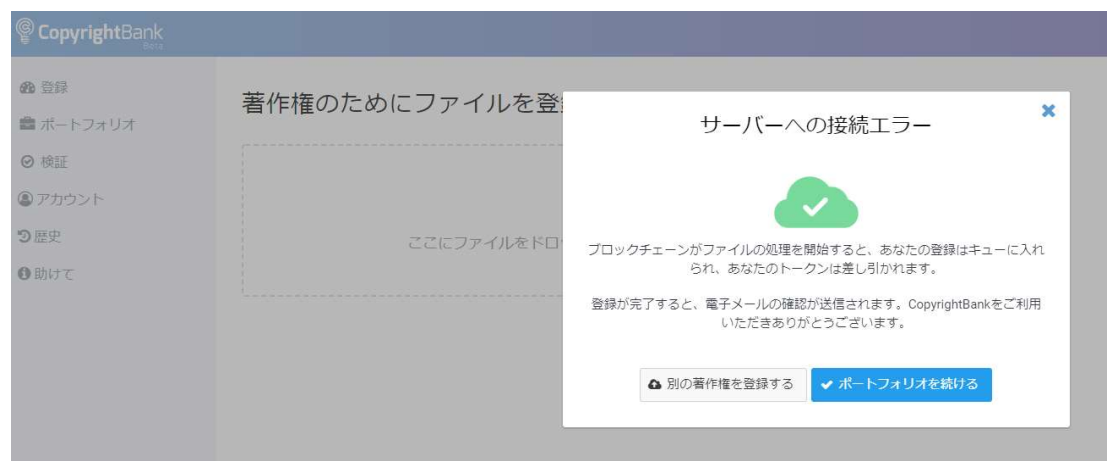 CopyrightBank
Beta
登録
ポートフォリオ
検証
アカウント
歴史
助けて
著作権のためにファイルを登
ここにファイルをドロ
サーバーへの接続エラー
ブロックチェーンがファイルの処理を開始すると、あなたの登録はキューに入れ
られ、あなたのトークンは差し引かれます。
登録が完了すると、電子メールの確認が送信されます。CopyrightBankをご利用
いただきありがとうございます。
別の著作権を登録する
ポートフォリオを続ける